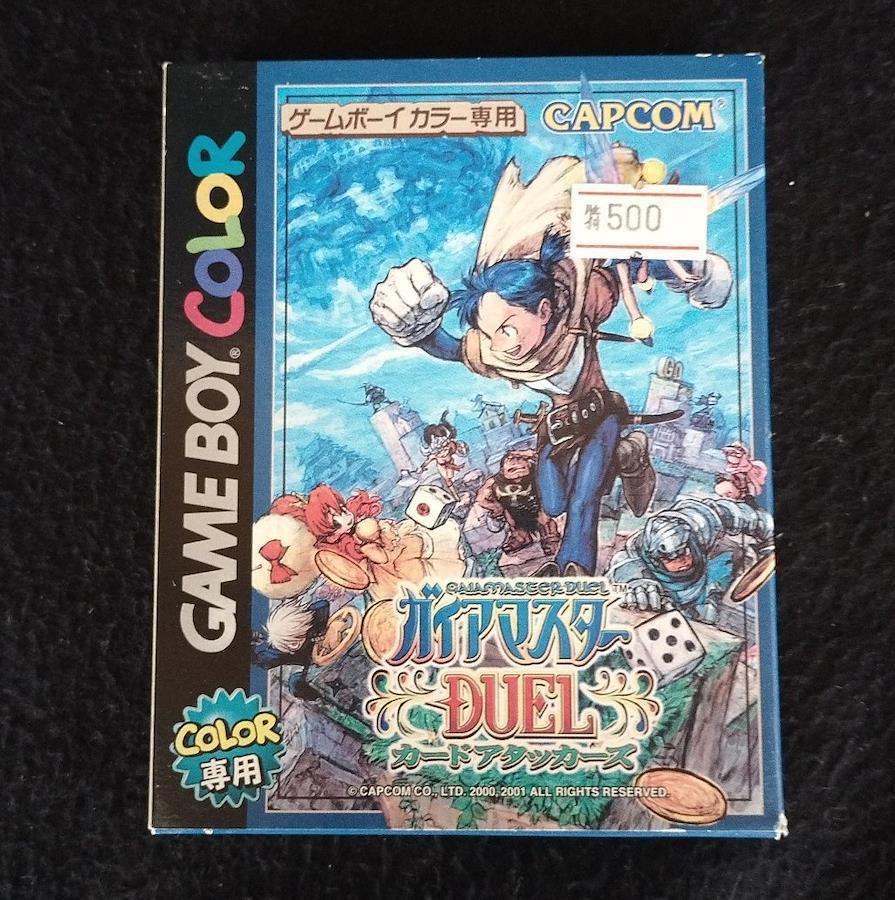 ゲームボーイカラー専用
CAPCOM®
500
GAME BOY® COLOR
GO
GAIAMASTER DUEL™
ガイアマスター
DUEL
カードアタッカーズ
COLOR
専用
© CAPCOM CO., LTD. 2000, 2001 ALL RIGHTS RESERVED.